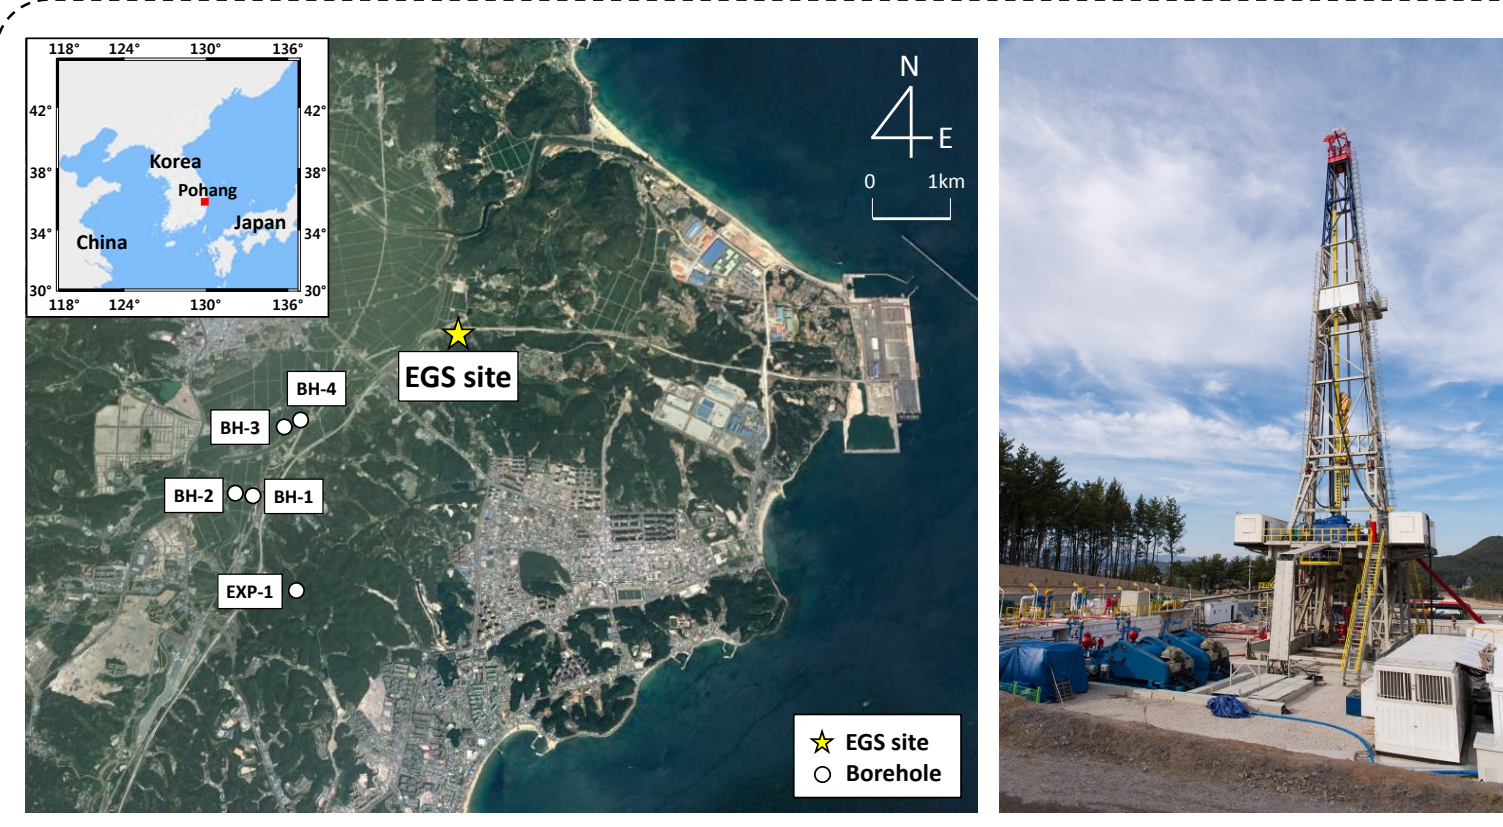 118° 124° 130° 136°
42° 42°
38° 38°
34° 34°
30° 30°
118° 124° 130° 136°
Korea
Pohang
Japan
China
N
E
0 1km
EGS site
BH-4
BH-3
BH-2
BH-1
EXP-1
EGS site
Borehole